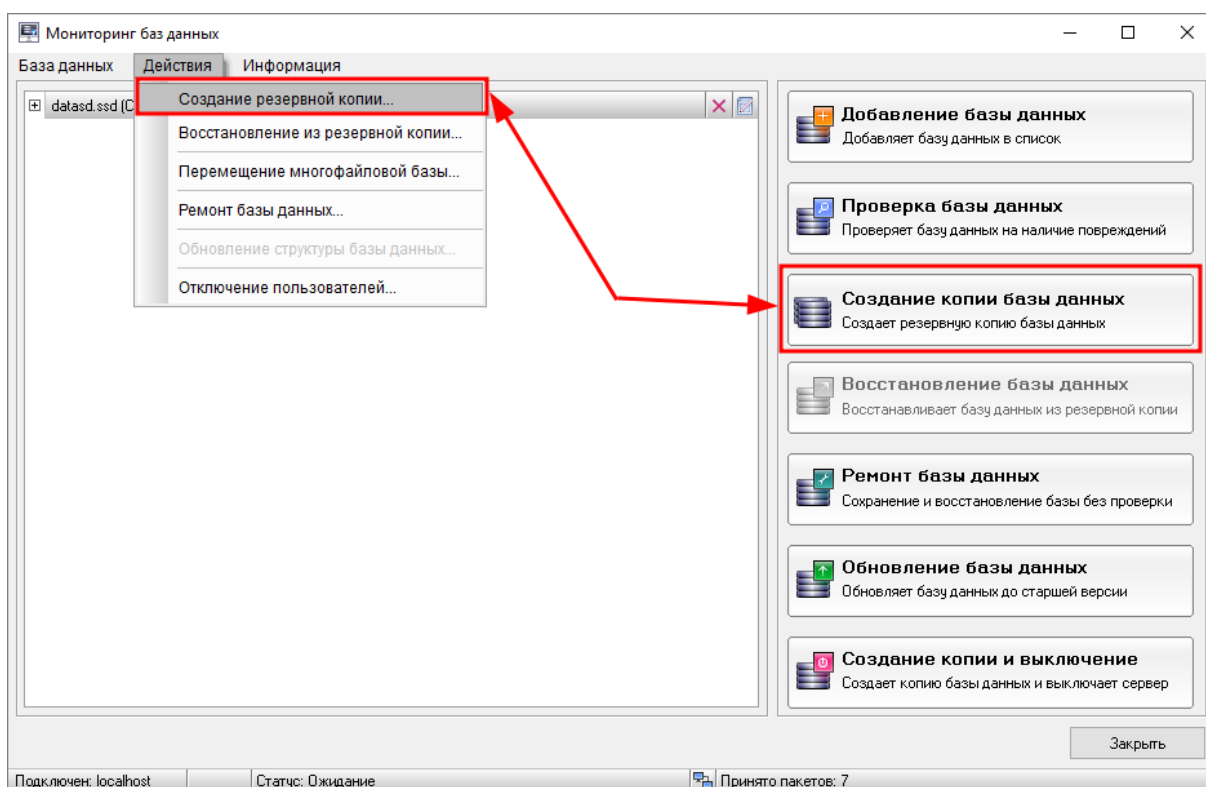 Мониторинг баз данных
База данных Действия Информация
datasd.ssd (C
Создание резервной копии...
Восстановление из резервной копии...
Перемещение многофайловой базы...
Ремонт базы данных...
Обновление структуры базы данных...
Отключение пользователей...
Добавление базы данных
Добавляет базу данных в список
Проверка базы данных
Проверяет базу данных на наличие повреждений
Создание копии базы данных
Создает резервную копию базы данных
Восстановление базы данных
Восстанавливает базу данных из резервной копии
Ремонт базы данных
Сохранение и восстановление базы без проверки
Обновление базы данных
Обновляет базу данных до старшей версии
Создание копии и выключение
Создает копию базы данных и выключает сервер
Закрыть
Подключен: localhost Статус: Ожидание Принято пакетов: 7